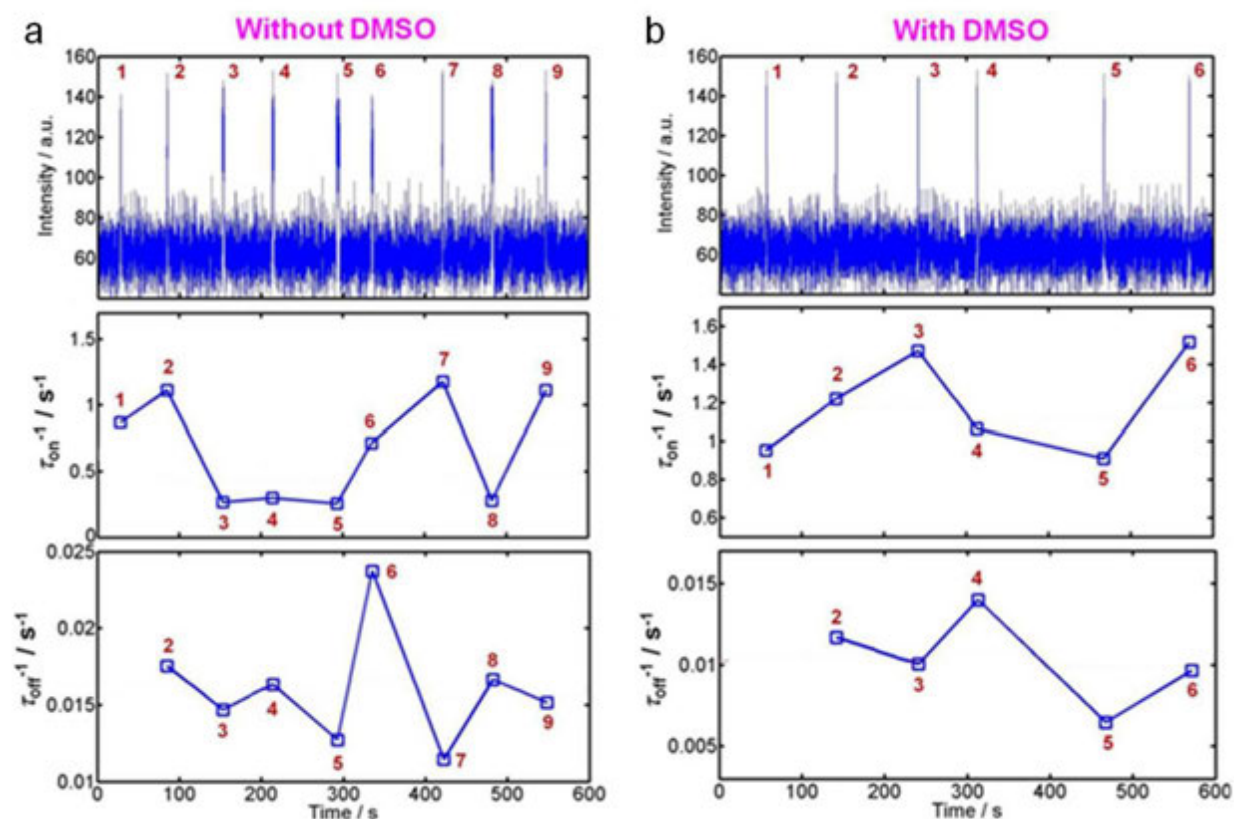 a Without DMSO
160
140
120
100
80
60
Intensity / a.u.
1 2 3 4 5 6 7 8 9
1.5
1
0.5
0
τon⁻¹ / s⁻¹
1 2 3 4 5 6 7 8 9
0.025
0.02
0.015
0.01
τoff⁻¹ / s⁻¹
2 3 4 5 6 7 8 9
0 100 200 300 400 500 600
Time / s
b With DMSO
160
140
120
100
80
60
Intensity / a.u.
1 2 3 4 5 6
1.6
1.4
1.2
1
0.8
0.6
τon⁻¹ / s⁻¹
1 2 3 4 5 6
0.015
0.01
0.005
τoff⁻¹ / s⁻¹
2 3 4 5 6
0 100 200 300 400 500 600
Time / s